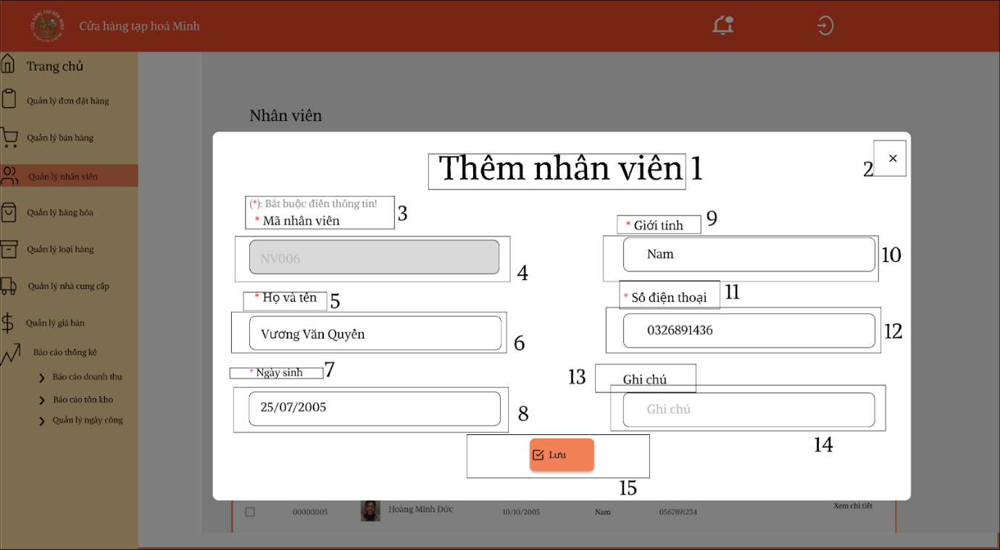 CỬA HÀNG TẠP HOÁ MINH
Cửa hàng tạp hoá Minh
Trang chủ
Quản lý đơn đặt hàng
Quản lý bán hàng
Quản lý nhân viên
Quản lý hàng hóa
Quản lý loại hàng
Quản lý nhà cung cấp
Quản lý giá bán
Báo cáo thống kê
Báo cáo doanh thu
Báo cáo tồn kho
Quản lý ngày công
Nhân viên
Thêm nhân viên 1
× 2
(*): Bắt buộc điền thông tin!
* Mã nhân viên 3
NV006 4
* Họ và tên 5
Vương Văn Quyền 6
* Ngày sinh 7
25/07/2005 8
* Giới tính 9
Nam 10
* Số điện thoại 11
0326891436 12
13 Ghi chú
Ghi chú 14
Lưu 15
00000005 Hoàng Minh Đức 10/10/2005 Nam 0567891234 Xem chi tiết